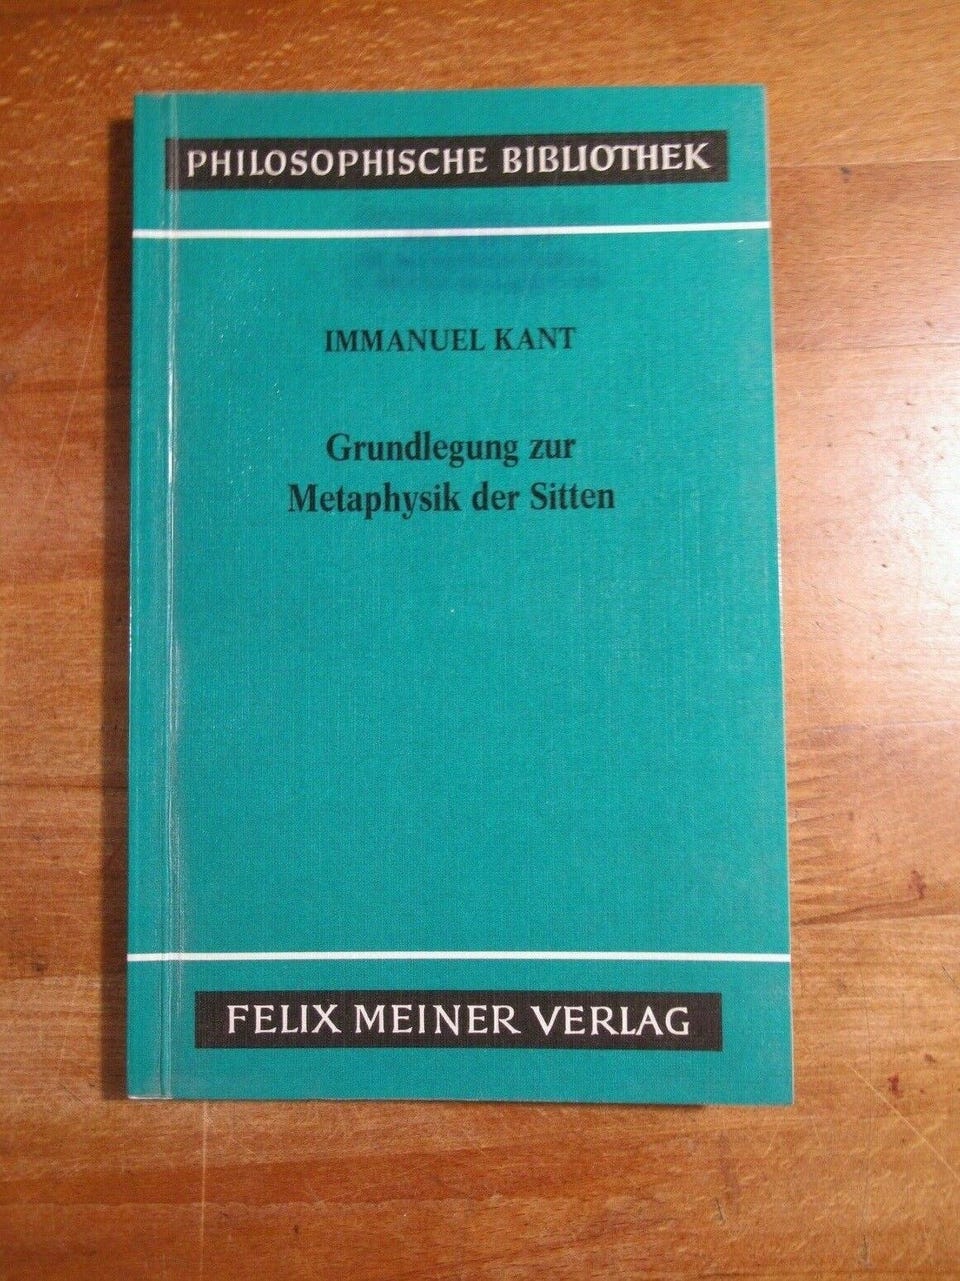 PHILOSOPHISCHE BIBLIOTHEK
IMMANUEL KANT
Grundlegung zur
Metaphysik der Sitten
FELIX MEINER VERLAG